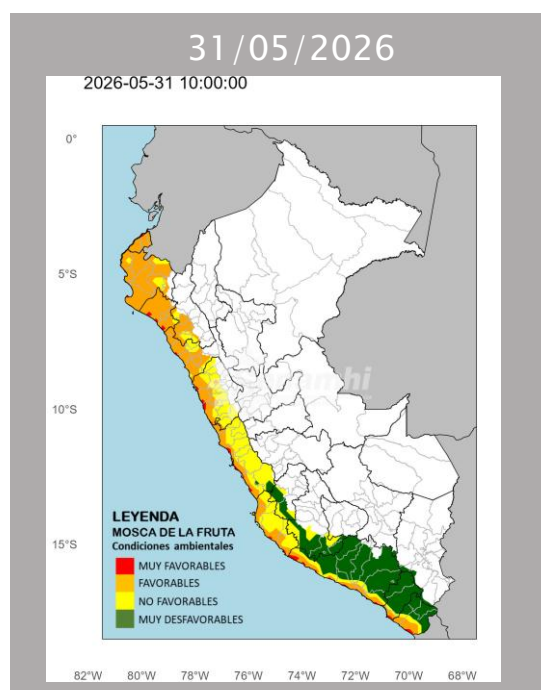 31/05/2026
2026-05-31 10:00:00
0°
5°S
10°S
15°S
LEYENDA
MOSCA DE LA FRUTA
Condiciones ambientales
MUY FAVORABLES
FAVORABLES
NO FAVORABLES
MUY DESFAVORABLES
82°W 80°W 78°W 76°W 74°W 72°W 70°W 68°W